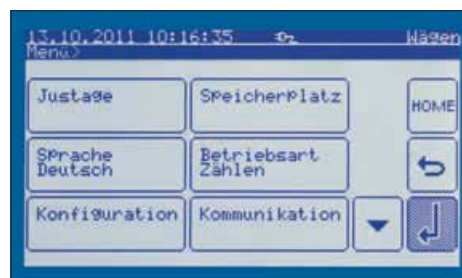 13.10.2011 10:16:35 Wägen
Menü>
Justage
Speicherplatz
HOME
Sprache
Deutsch
Betriebsart
Zählen
Konfiguration
Kommunikation